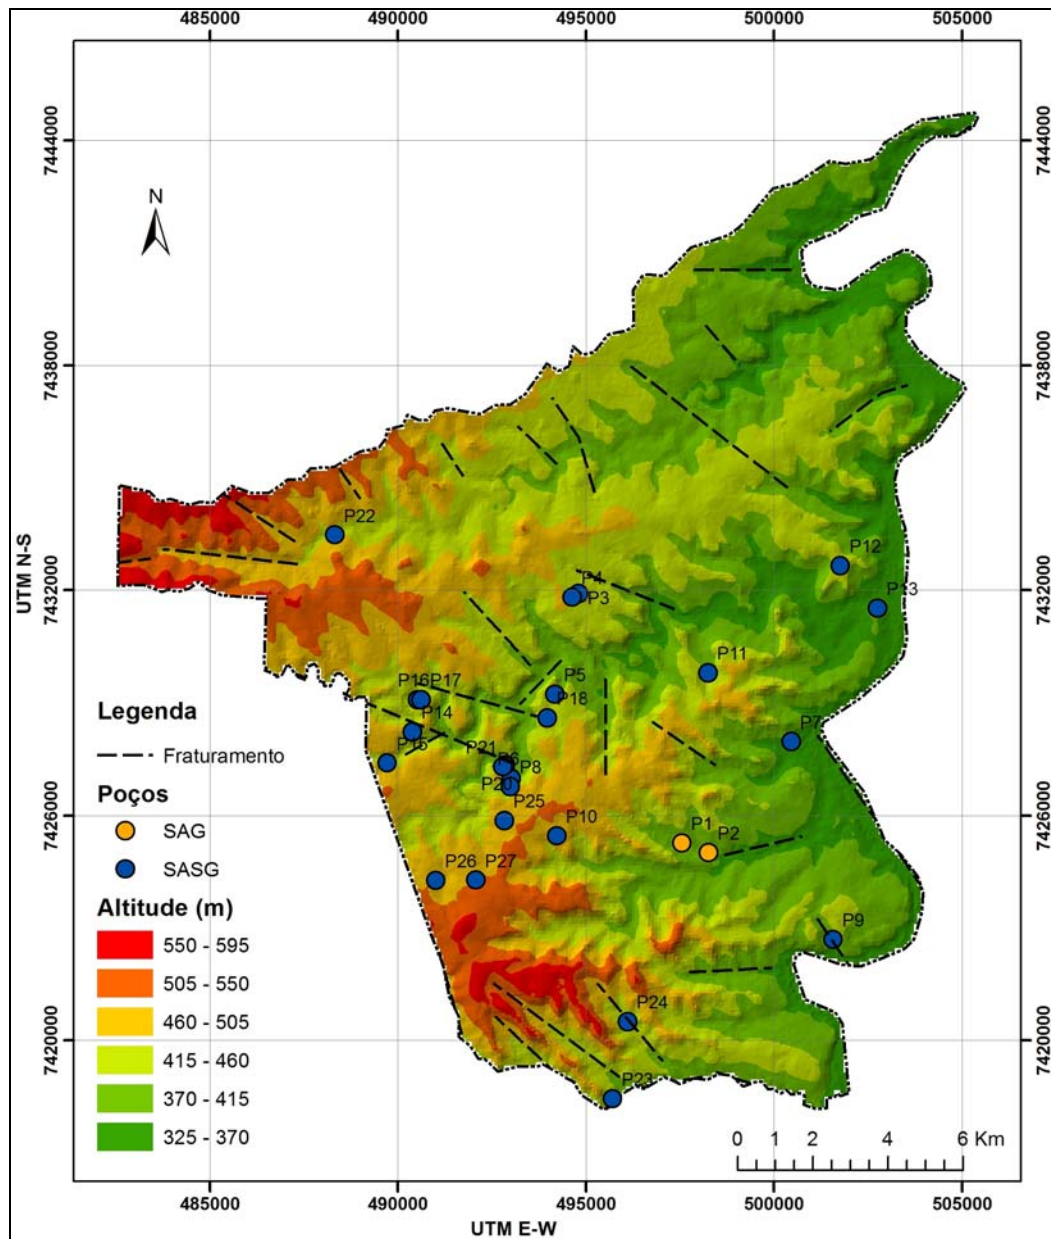 485000 490000 495000 500000 505000
7444000 7444000
N
7438000 7438000
UTM N-S
P22
P12
P4
P3
7432000 7432000
P13
P11
P16 P17
P5
P18
P14
P7
P15
P21
P6
P8
P20
P25
7426000 7426000
P10
P1
P2
P26 P27
P9
P24
7420000 7420000
P23
Legenda
Fraturamento
Poços
SAG
SASG
Altitude (m)
550 - 595
505 - 550
460 - 505
415 - 460
370 - 415
325 - 370
0 1 2 4 6 Km
485000 490000 495000 500000 505000
UTM E-W